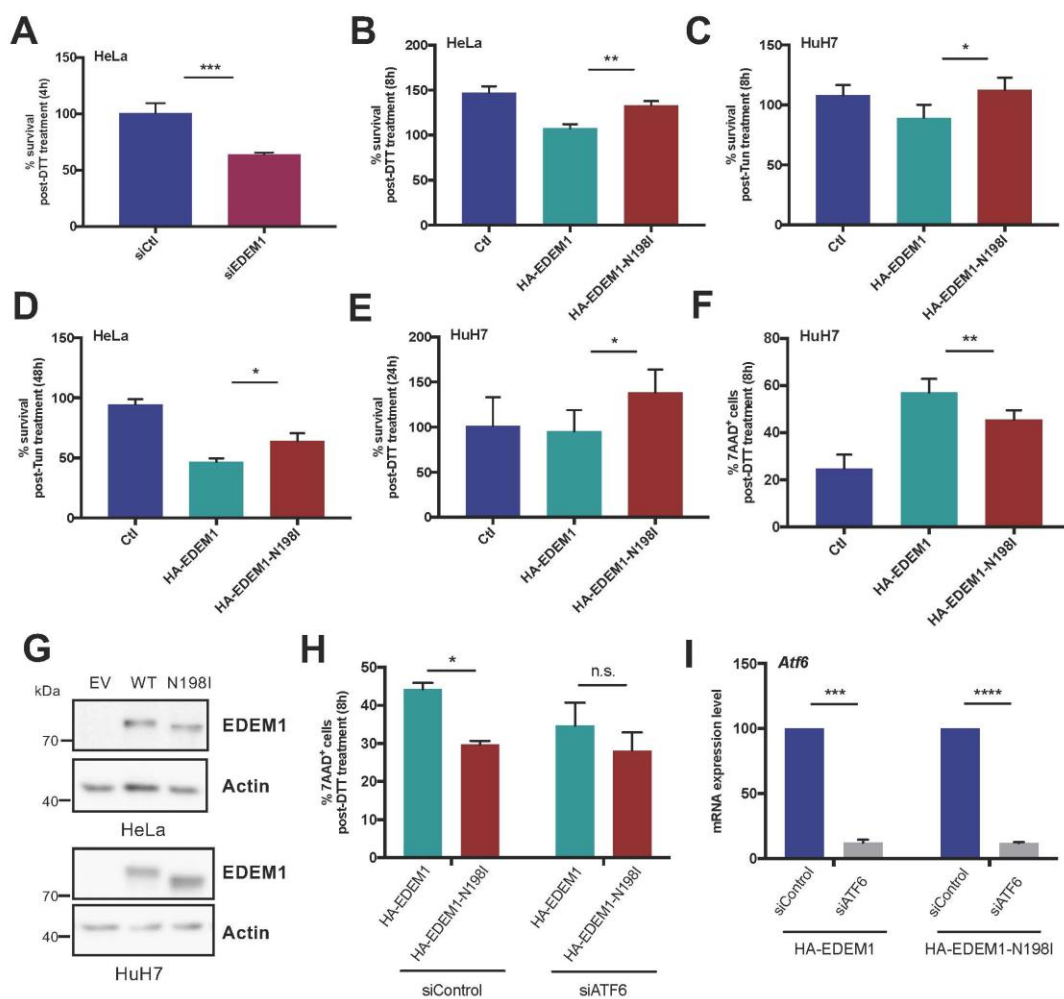 A
HeLa
% survival
post-DTT treatment (4h)
150
100
50
0
***
siCtl
siEDEM1
B
HeLa
% survival
post-DTT treatment (8h)
200
150
100
50
0
**
Ctl
HA-EDEM1
HA-EDEM1-N198I
C
HuH7
% survival
post-Tun treatment (8h)
150
100
50
0
*
Ctl
HA-EDEM1
HA-EDEM1-N198I
D
HeLa
% survival
post-Tun treatment (48h)
150
100
50
0
*
Ctl
HA-EDEM1
HA-EDEM1-N198I
E
HuH7
% survival
post-DTT treatment (24h)
200
150
100
50
0
*
Ctl
HA-EDEM1
HA-EDEM1-N198I
F
HuH7
% 7AAD+ cells
post-DTT treatment (8h)
80
60
40
20
0
**
Ctl
HA-EDEM1
HA-EDEM1-N198I
G
kDa
EV WT N198I
70
EDEM1
40
Actin
HeLa
70
EDEM1
40
Actin
HuH7
H
% 7AAD+ cells
post-DTT treatment (8h)
50
40
30
20
10
0
*
n.s.
HA-EDEM1
HA-EDEM1-N198I
HA-EDEM1
HA-EDEM1-N198I
siControl
siATF6
I
Atf6
mRNA expression level
150
100
50
0
***
****
siControl
siATF6
siControl
siATF6
HA-EDEM1
HA-EDEM1-N198I